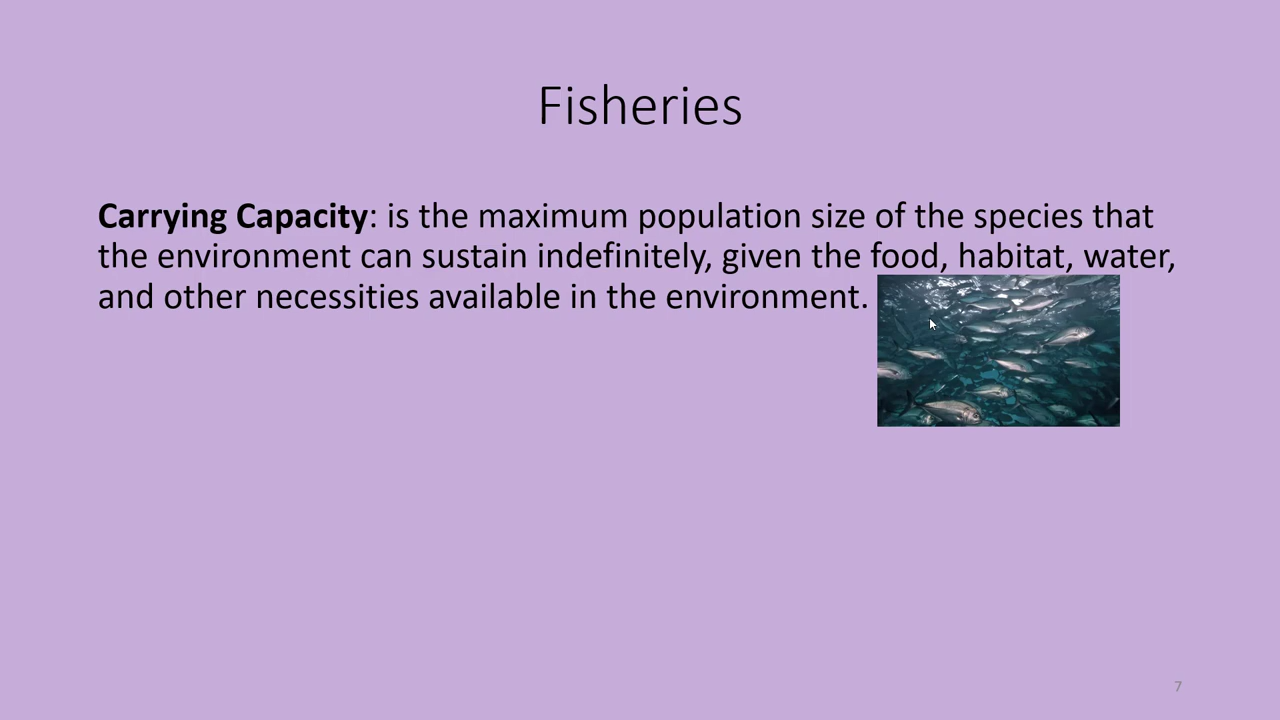 Fisheries
Carrying Capacity: is the maximum population size of the species that
the environment can sustain indefinitely, given the food, habitat, water,
and other necessities available in the environment.
7